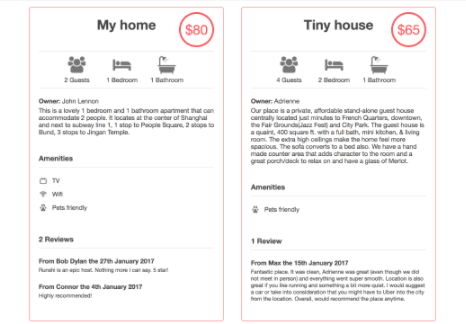 My home
$80
2 Guests
1 Bedroom
1 Bathroom
Owner: John Lennon
This is a lovely 1 bedroom and 1 bathroom apartment that can
accommodate 2 people. It locates at the center of Shanghai
and next to subway line 1, 1 stop to People Square, 2 stops to
Bund, 3 stops to Jingan Temple.
Amenities
TV
Wifi
Pets friendly
2 Reviews
From Bob Dylan the 27th January 2017
Runshi is an epic host. Nothing more I can say. 5 star!
From Connor the 4th January 2017
Highly recommended!
Tiny house
$65
4 Guests
2 Bedroom
1 Bathroom
Owner: Adrienne
Our place is a private, affordable stand-alone guest house
centrally located just minutes to French Quarters, downtown,
the Fair Grounds(Jazz Fest) and City Park. The guest house is
a quaint, 400 square ft. with a full bath, mini kitchen, & living
room. The extra high ceilings make the home feel more
spacious. The sofa converts to a bed also. We have a hand
made counter area that adds character to the room and a
great porch/deck to relax on and have a glass of Merlot.
Amenities
Pets friendly
1 Review
From Max the 15th January 2017
Fantastic place. It was clean, Adrienne was great (even though we did
not meet in person) and everything went super smooth. Location is also
great if you like running and something a bit more quiet. I would suggest
a car or take into consideration that you might have to Uber into the city
from the location. Overall, would recommend the place anytime.